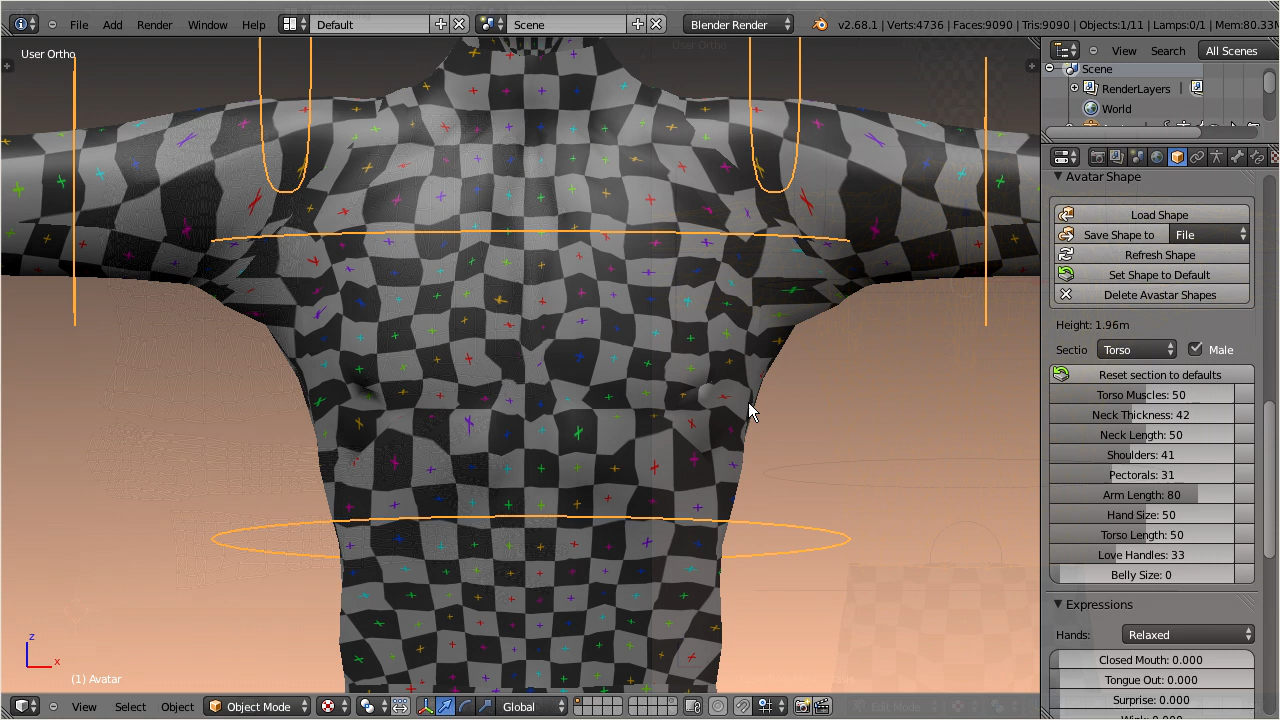 File Add Render Window Help Default Scene Blender Render v2.68.1 | Verts:4736 | Faces:9090 | Tris:9090 | Objects:1/11 | Lamps:0/1 | Mem:80.33
User Ortho
View Search All Scenes
Scene
RenderLayers
World
Avatar Shape
Load Shape
Save Shape to File
Refresh Shape
Set Shape to Default
Delete Avastar Shapes
Height: 1.96m
Sectio Torso Male
Reset section to defaults
Torso Muscles: 50
Neck Thickness: 42
Neck Length: 50
Shoulders: 41
Pectorals: 31
Arm Length: 80
Hand Size: 50
Torso Length: 50
Love Handles: 33
Belly Size: 0
Expressions
Hands: Relaxed
Closed Mouth: 0.000
Tongue Out: 0.000
Surprise: 0.000
z
x
(1) Avatar
View Select Object Object Mode Global Edit Mode